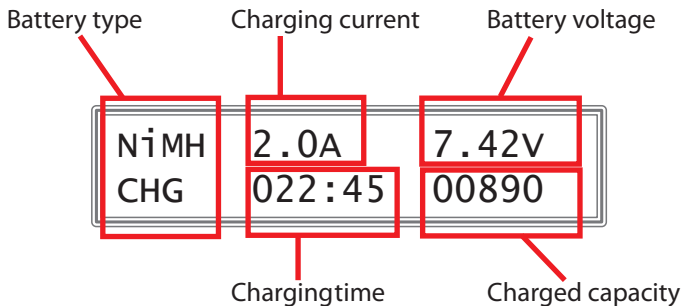 Battery type Charging current Battery voltage
NiMH 2.0A 7.42V
CHG 022:45 00890
Chargingtime Charged capacity